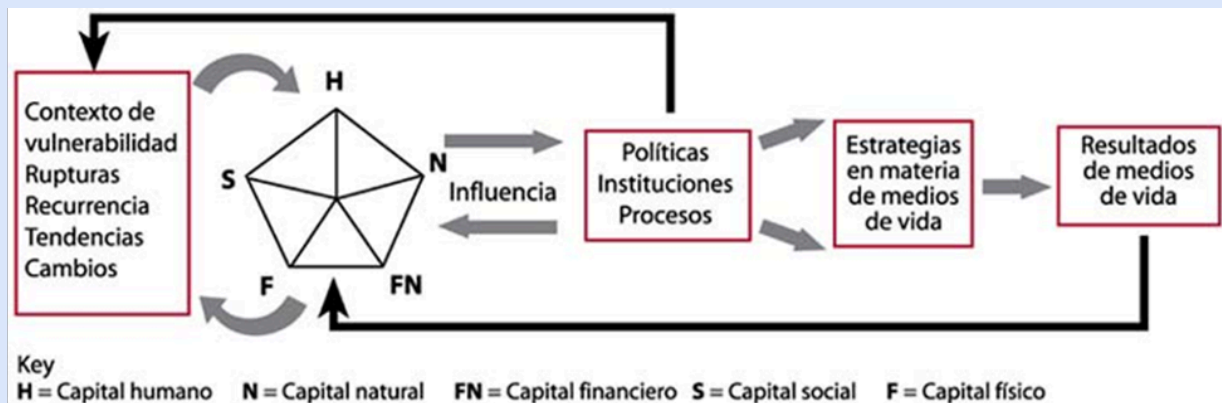 Contexto de
vulnerabilidad
Rupturas
Recurrencia
Tendencias
Cambios
H
S
N
F
FN
Influencia
Políticas
Instituciones
Procesos
Estrategias
en materia
de medios
de vida
Resultados
de medios
de vida
Key
H = Capital humano N = Capital natural FN = Capital financiero S = Capital social F = Capital físico